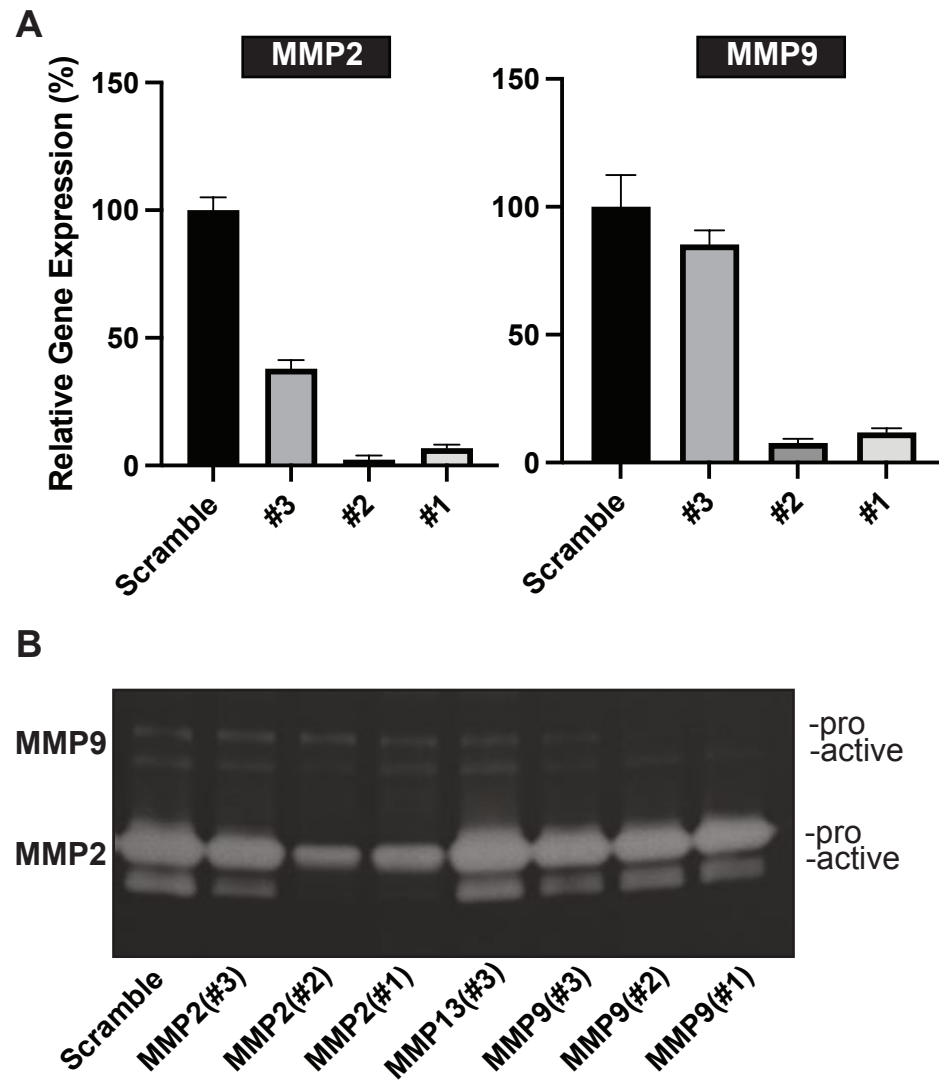 A
MMP2
MMP9
Relative Gene Expression (%)
150
100
50
0
Scramble
#3
#2
#1
150
100
50
0
Scramble
#3
#2
#1
B
MMP9
-pro
-active
MMP2
-pro
-active
Scramble
MMP2(#3)
MMP2(#2)
MMP2(#1)
MMP13(#3)
MMP9(#3)
MMP9(#2)
MMP9(#1)